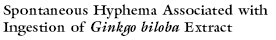 Spontaneous Hyphema Associated with
Ingestion of Ginkgo biloba Extract